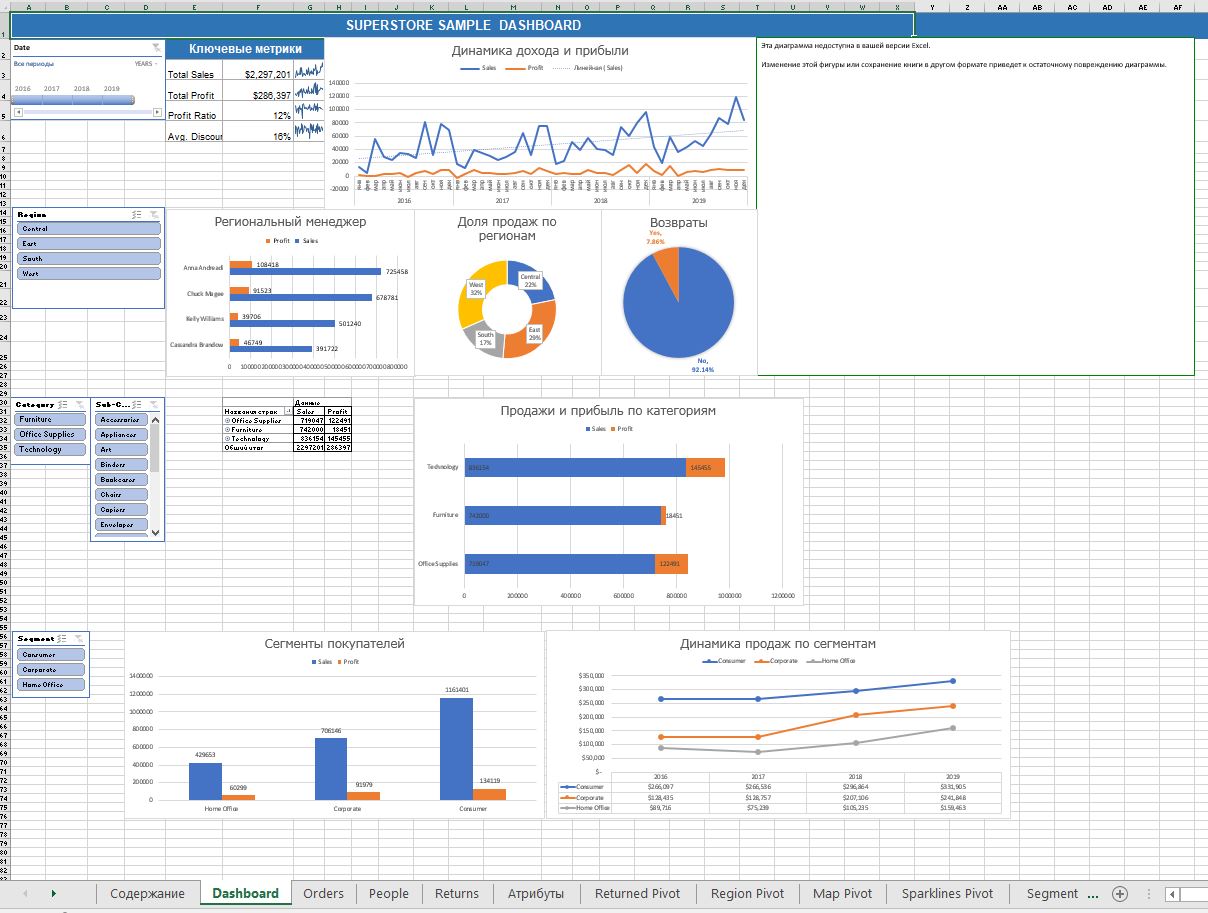 SUPERSTORE SAMPLE DASHBOARD
Date
Все периоды
YEARS
2016 2017 2018 2019
Ключевые метрики
Total Sales $2,297,201
Total Profit $286,397
Profit Ratio 12%
Avg. Discour 16%
Динамика дохода и прибыли
Sales Profit Линейная ( Sales)
140000
120000
100000
80000
60000
40000
20000
0
-20000
2016 2017 2018 2019
Эта диаграмма недоступна в вашей версии Excel.
Изменение этой фигуры или сохранение книги в другом формате приведет к остаточному повреждению диаграммы.
Region
Central
East
South
West
Региональный менеджер
Profit Sales
Anna Andreadi 108418 725458
Chuck Magee 91523 678781
Kelly Williams 39706 501240
Cassandra Brandow 46749 391722
0 100000 200000 300000 400000 500000 600000 700000 800000
Доля продаж по
регионам
Central
22%
East
29%
South
17%
West
32%
Возвраты
Yes,
7.86%
No,
92.14%
Category
Furniture
Office Supplies
Technology
Sub-C...
Accessories
Appliances
Art
Binders
Bookcases
Chairs
Copiers
Envelopes
Данные
Названия строк Sales Profit
Office Supplies 719047 122491
Furniture 742000 18451
Technology 836154 145455
Общий итог 2297201 286397
Продажи и прибыль по категориям
Sales Profit
Technology 836154 145455
Furniture 742000 18451
Office Supplies 719047 122491
0 200000 400000 600000 800000 1000000 1200000
Segment
Consumer
Corporate
Home Office
Сегменты покупателей
Sales Profit
1400000
1200000
1000000
800000
600000
400000
200000
0
429653 60299
706146 91979
1161401 134119
Home Office Corporate Consumer
Динамика продаж по сегментам
Consumer Corporate Home Office
$350,000
$300,000
$250,000
$200,000
$150,000
$100,000
$50,000
$-
2016 2017 2018 2019
Consumer $266,097 $266,536 $296,864 $331,905
Corporate $128,435 $128,757 $207,106 $241,848
Home Office $89,716 $75,239 $105,235 $159,463
Содержание Dashboard Orders People Returns Атрибуты Returned Pivot Region Pivot Map Pivot Sparklines Pivot Segment ...